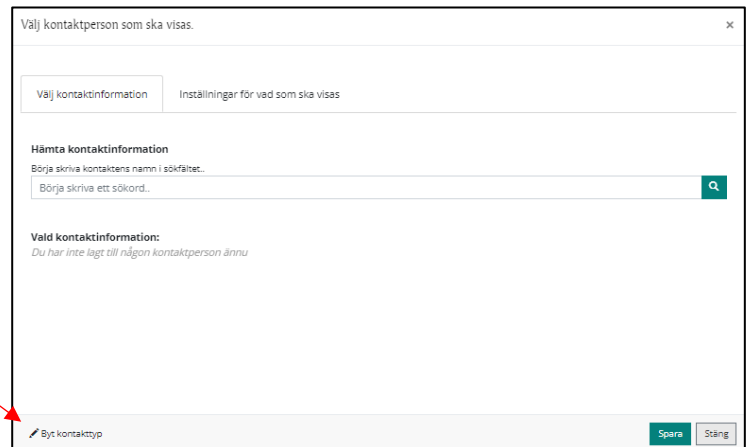 Välj kontaktperson som ska visas.
×
Välj kontaktinformation
Inställningar för vad som ska visas
Hämta kontaktinformation
Börja skriva kontaktens namn i sökfältet..
Börja skriva ett sökord..
Vald kontaktinformation:
Du har inte lagt till någon kontaktperson ännu
Byt kontakttyp
Spara
Stäng